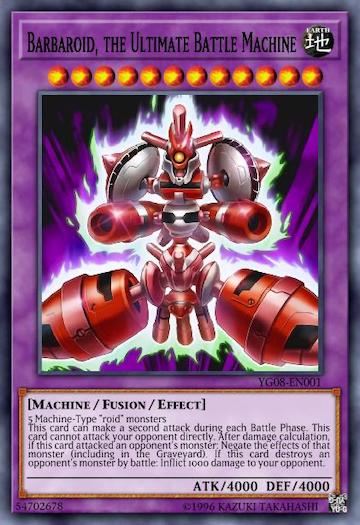 Barbaroid, the Ultimate Battle Machine
EARTH
地
YG08-EN001
[Machine / Fusion / Effect]
5 Machine-Type "roid" monsters
This card can make a second attack during each Battle Phase. This
card cannot attack your opponent directly. After damage calculation,
if this card attacked an opponent's monster: Negate the effects of that
monster (including in the Graveyard). If this card destroys an
opponent's monster by battle: Inflict 1000 damage to your opponent.
ATK/4000 DEF/4000
54702678
©1996 KAZUKI TAKAHASHI